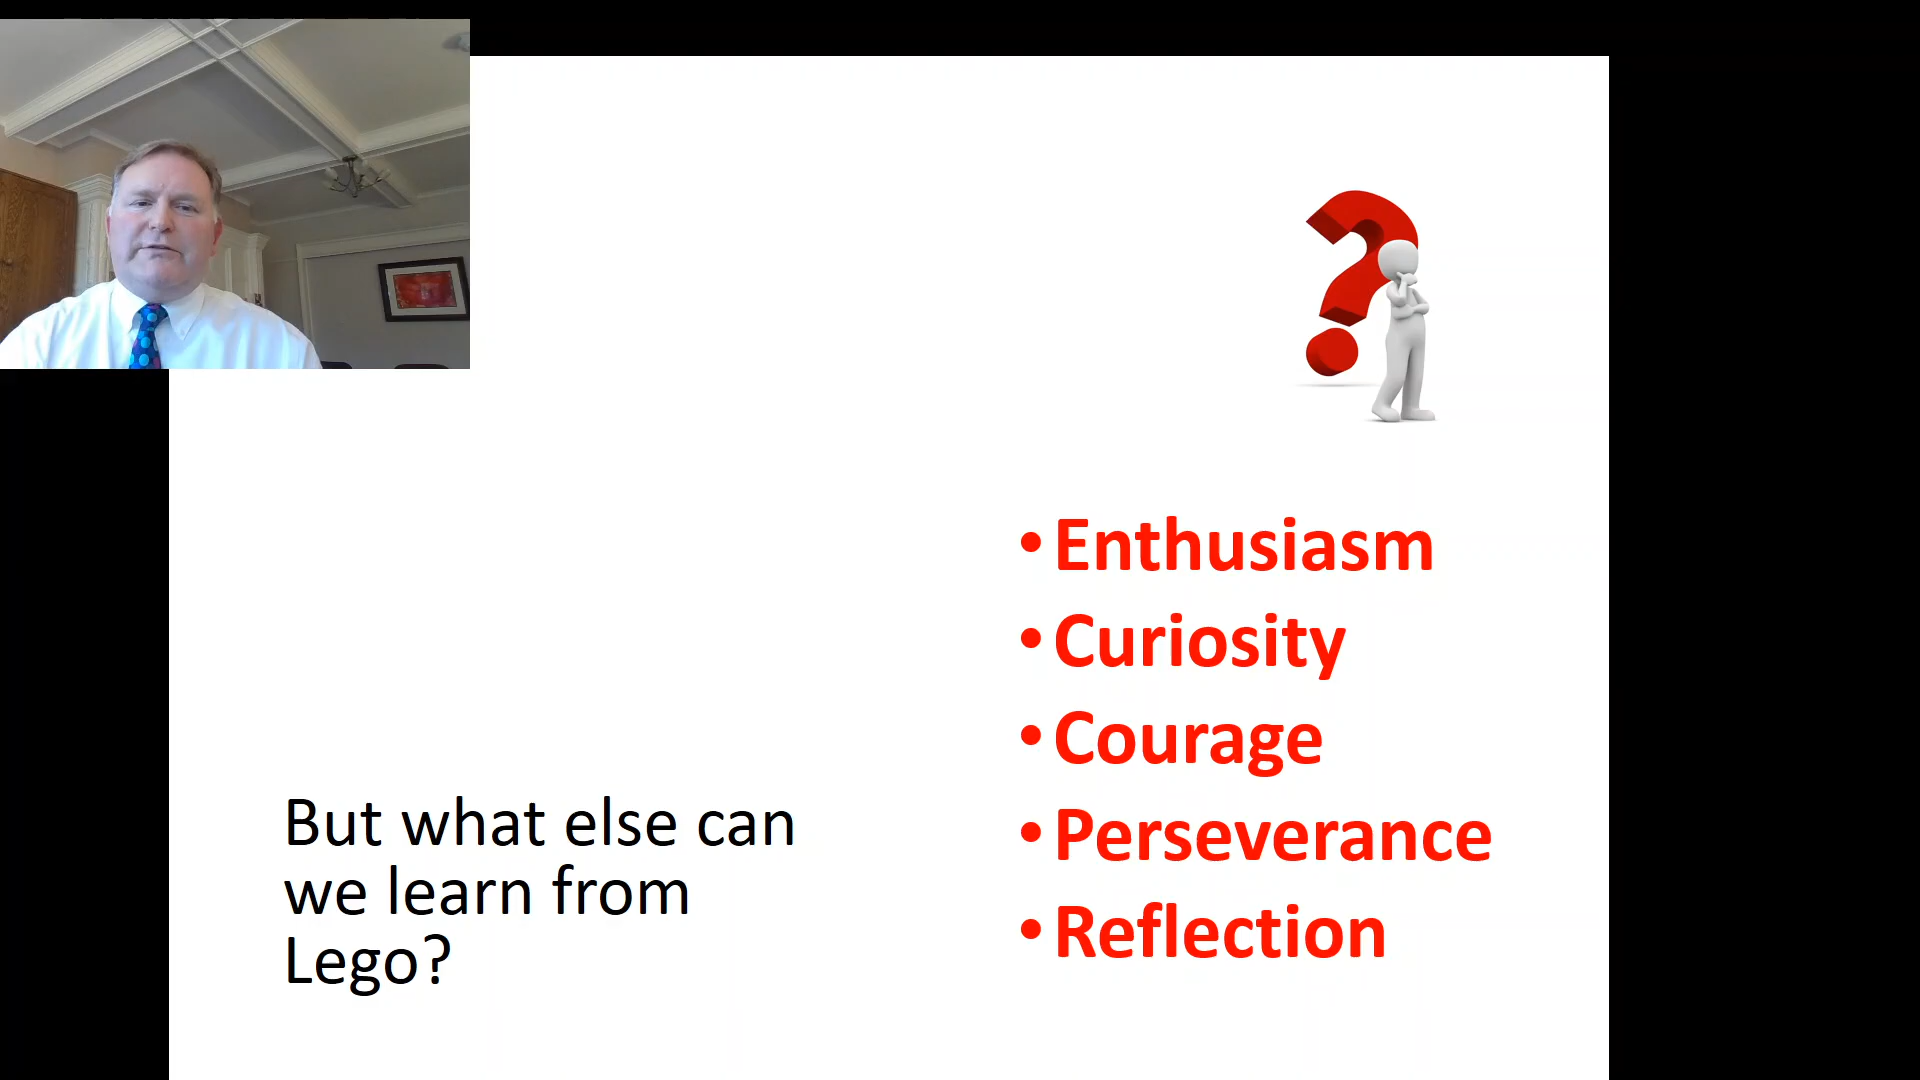 But what else can
we learn from
Lego?
• Enthusiasm
• Curiosity
• Courage
• Perseverance
• Reflection